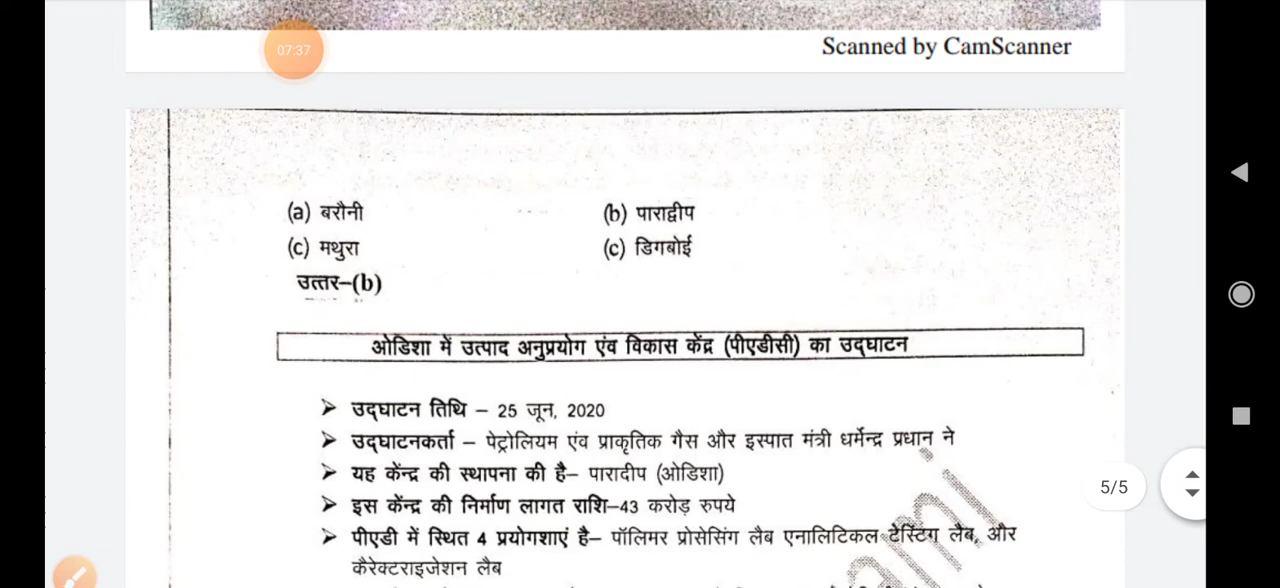 07:37
Scanned by CamScanner
(a) बरौनी (b) पाराद्वीप
(c) मथुरा (c) डिगबोई
उत्तर–(b)
ओडिशा में उत्पाद अनुप्रयोग एंव विकास केंद्र (पीएडीसी) का उद्घाटन
➢ उद्घाटन तिथि – 25 जून, 2020
➢ उद्घाटनकर्ता – पेट्रोलियम एंव प्राकृतिक गैस और इस्पात मंत्री धर्मेन्द्र प्रधान ने
➢ यह केंन्द्र की स्थापना की है– पारादीप (ओडिशा)
➢ इस केंन्द्र की निर्माण लागत राशि–43 करोड़ रुपये
5/5
➢ पीएडी में स्थित 4 प्रयोगशाएं है– पॉलिमर प्रोसेसिंग लैब एनालिटिकल टेस्टिंग लैब, और
कैरेक्टराइजेशन लैब